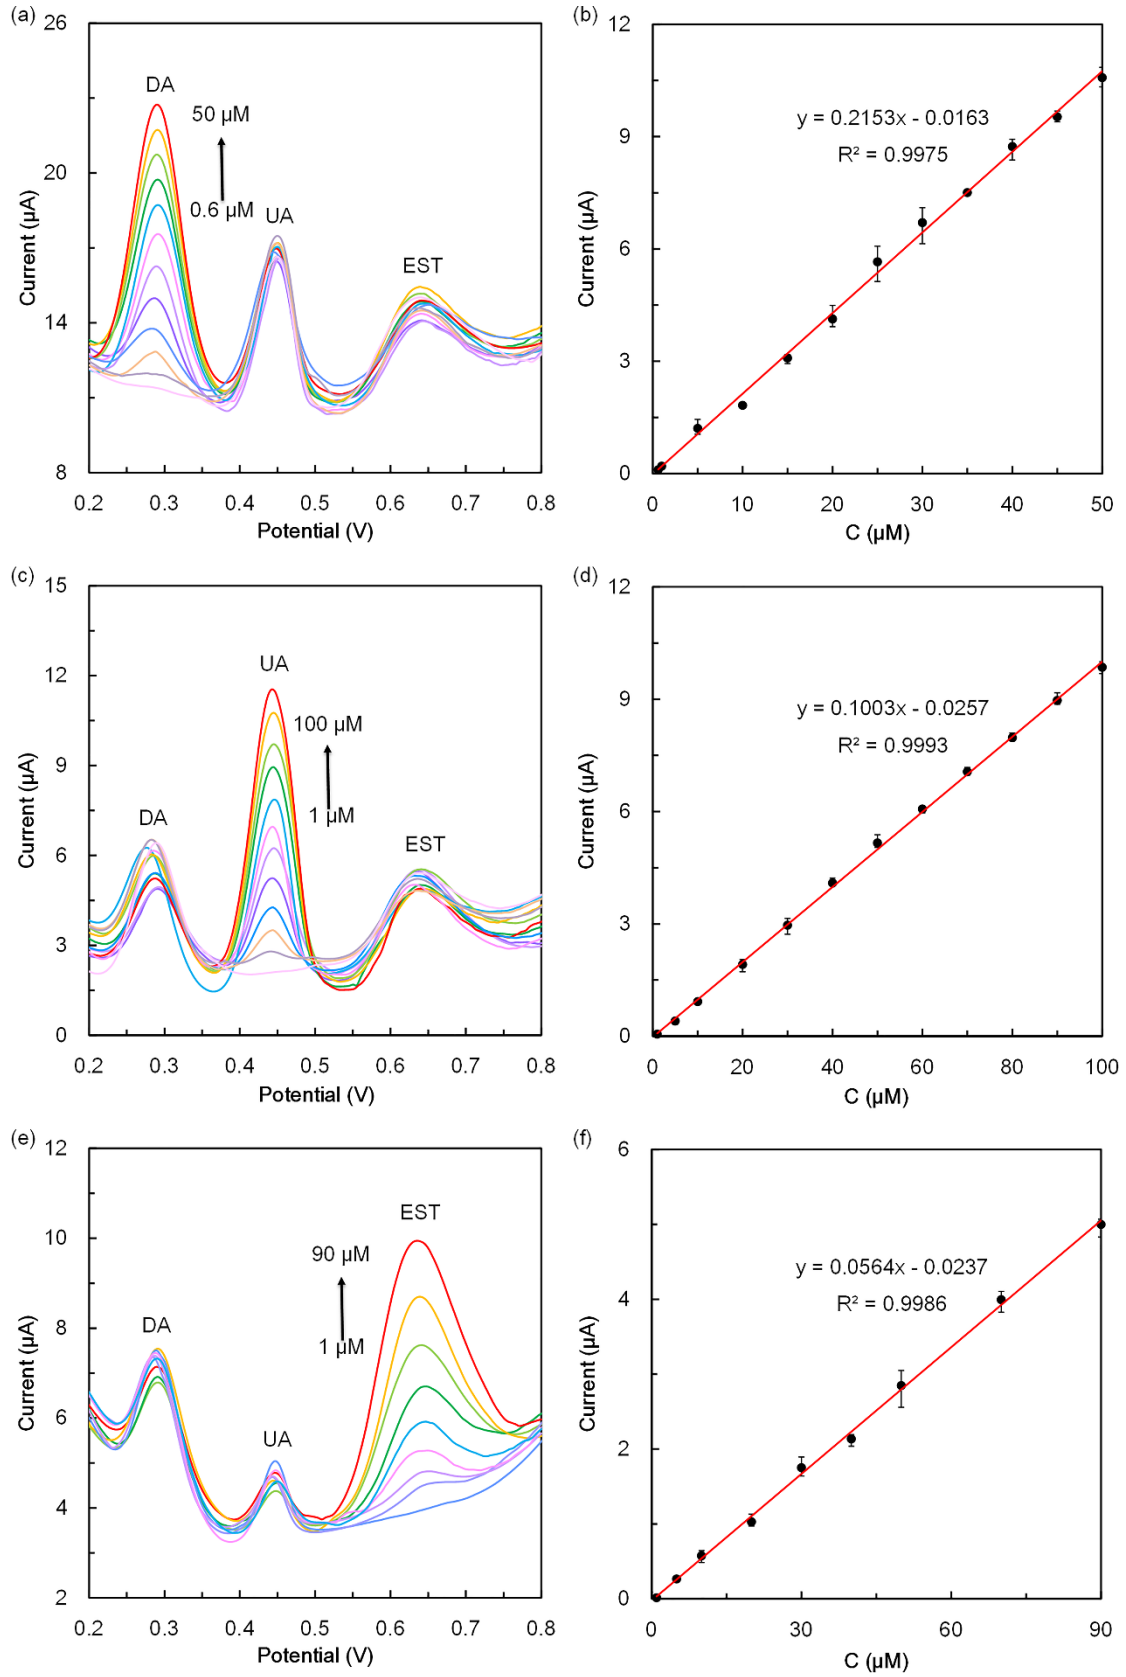 (a)
26
20
14
8
Current (µA)
DA
50 µM
0.6 µM
UA
EST
0.2 0.3 0.4 0.5 0.6 0.7 0.8
Potential (V)
(b)
12
9
6
3
0
Current (µA)
y = 0.2153x - 0.0163
R² = 0.9975
0 10 20 30 40 50
C (µM)
(c)
15
12
9
6
3
0
Current (µA)
UA
100 µM
1 µM
DA
EST
0.2 0.3 0.4 0.5 0.6 0.7 0.8
Potential (V)
(d)
12
9
6
3
0
Current (µA)
y = 0.1003x - 0.0257
R² = 0.9993
0 20 40 60 80 100
C (µM)
(e)
12
10
8
6
4
2
Current (µA)
EST
90 µM
1 µM
DA
UA
0.2 0.3 0.4 0.5 0.6 0.7 0.8
Potential (V)
(f)
6
4
2
0
Current (µA)
y = 0.0564x - 0.0237
R² = 0.9986
0 30 60 90
C (µM)